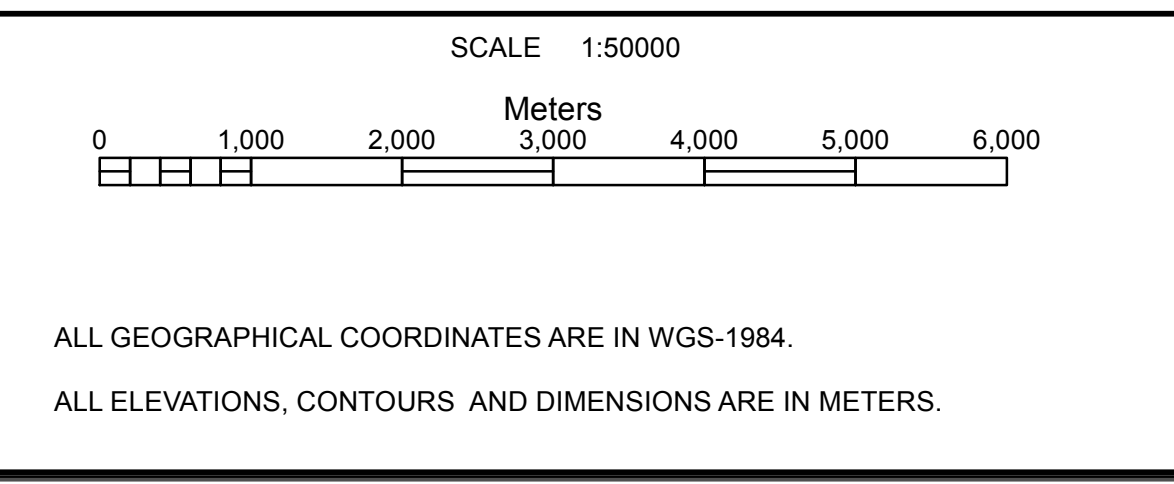 SCALE 1:50000
Meters
0 1,000 2,000 3,000 4,000 5,000 6,000
ALL GEOGRAPHICAL COORDINATES ARE IN WGS-1984.
ALL ELEVATIONS, CONTOURS AND DIMENSIONS ARE IN METERS.